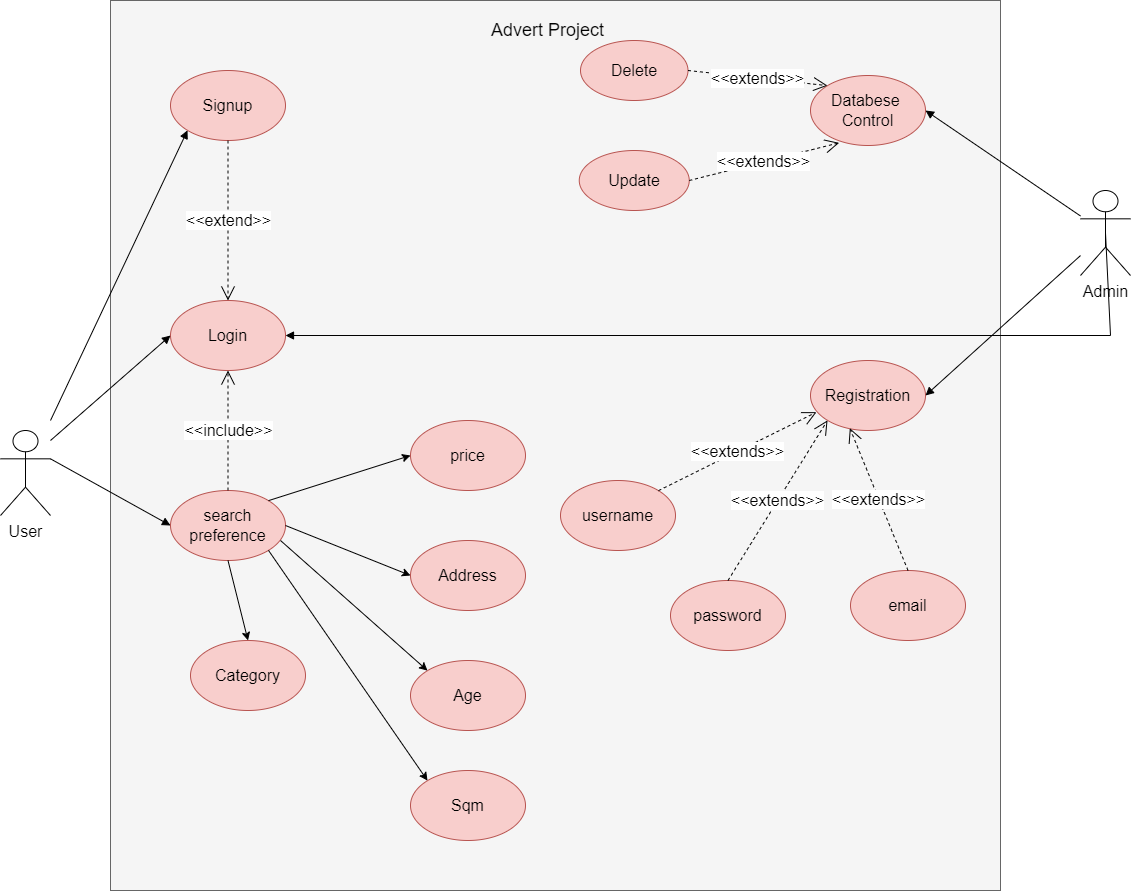 Advert Project
Delete
<<extends>>
Signup
Databese
Control
<<extends>>
Update
<<extend>>
Admin
Login
Registration
<<include>>
price
<<extends>>
User
search
preference
<<extends>>
<<extends>>
username
Address
password
email
Category
Age
Sqm